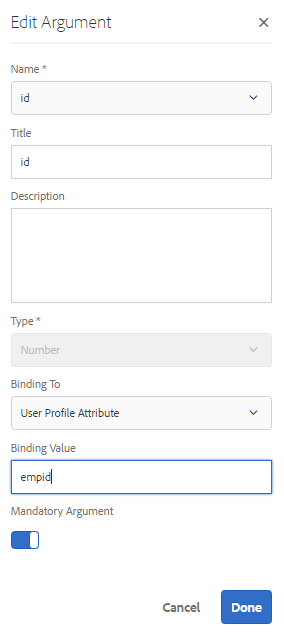 Edit Argument
Name *
id
Title
id
Description
Type *
Number
Binding To
User Profile Attribute
Binding Value
empid
Mandatory Argument
Cancel Done